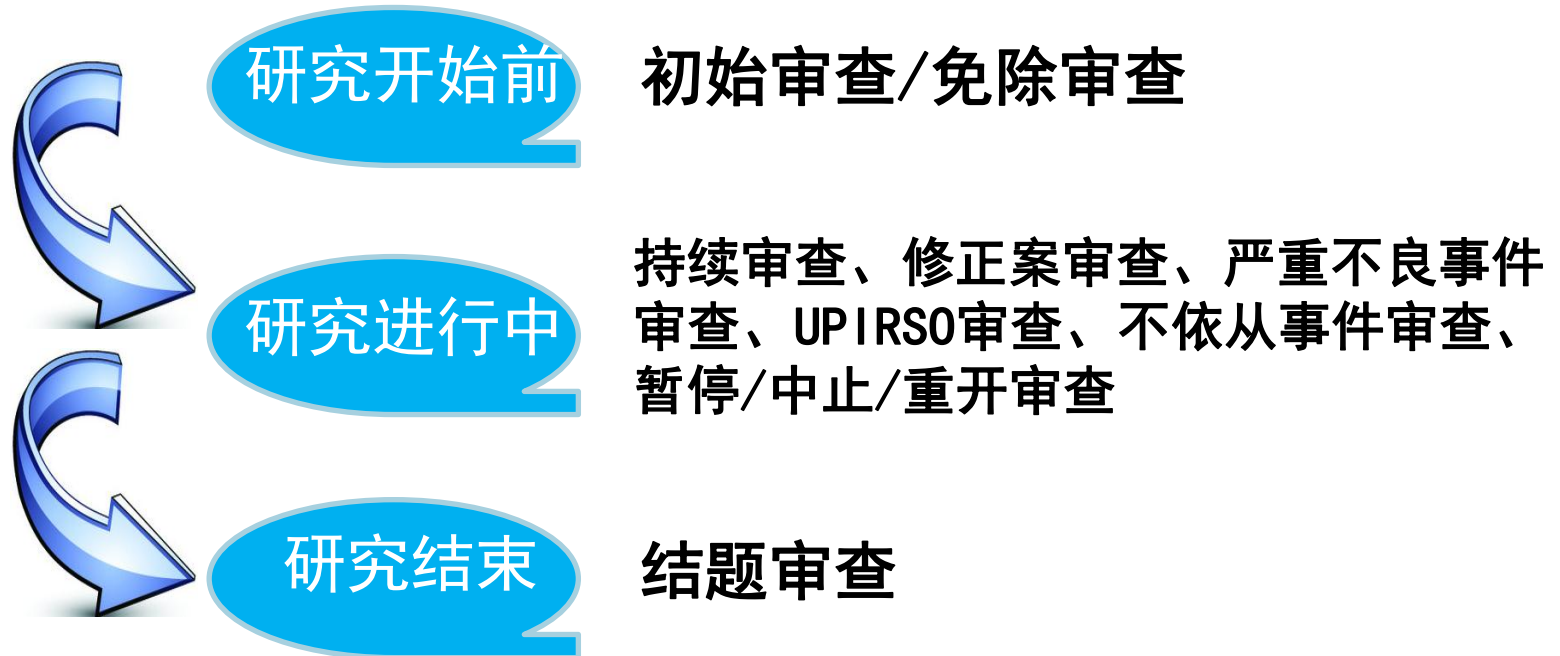 研究开始前
初始审查/免除审查
研究进行中
持续审查、修正案审查、严重不良事件
审查、UPIRSO审查、不依从事件审查、
暂停/中止/重开审查
研究结束
结题审查